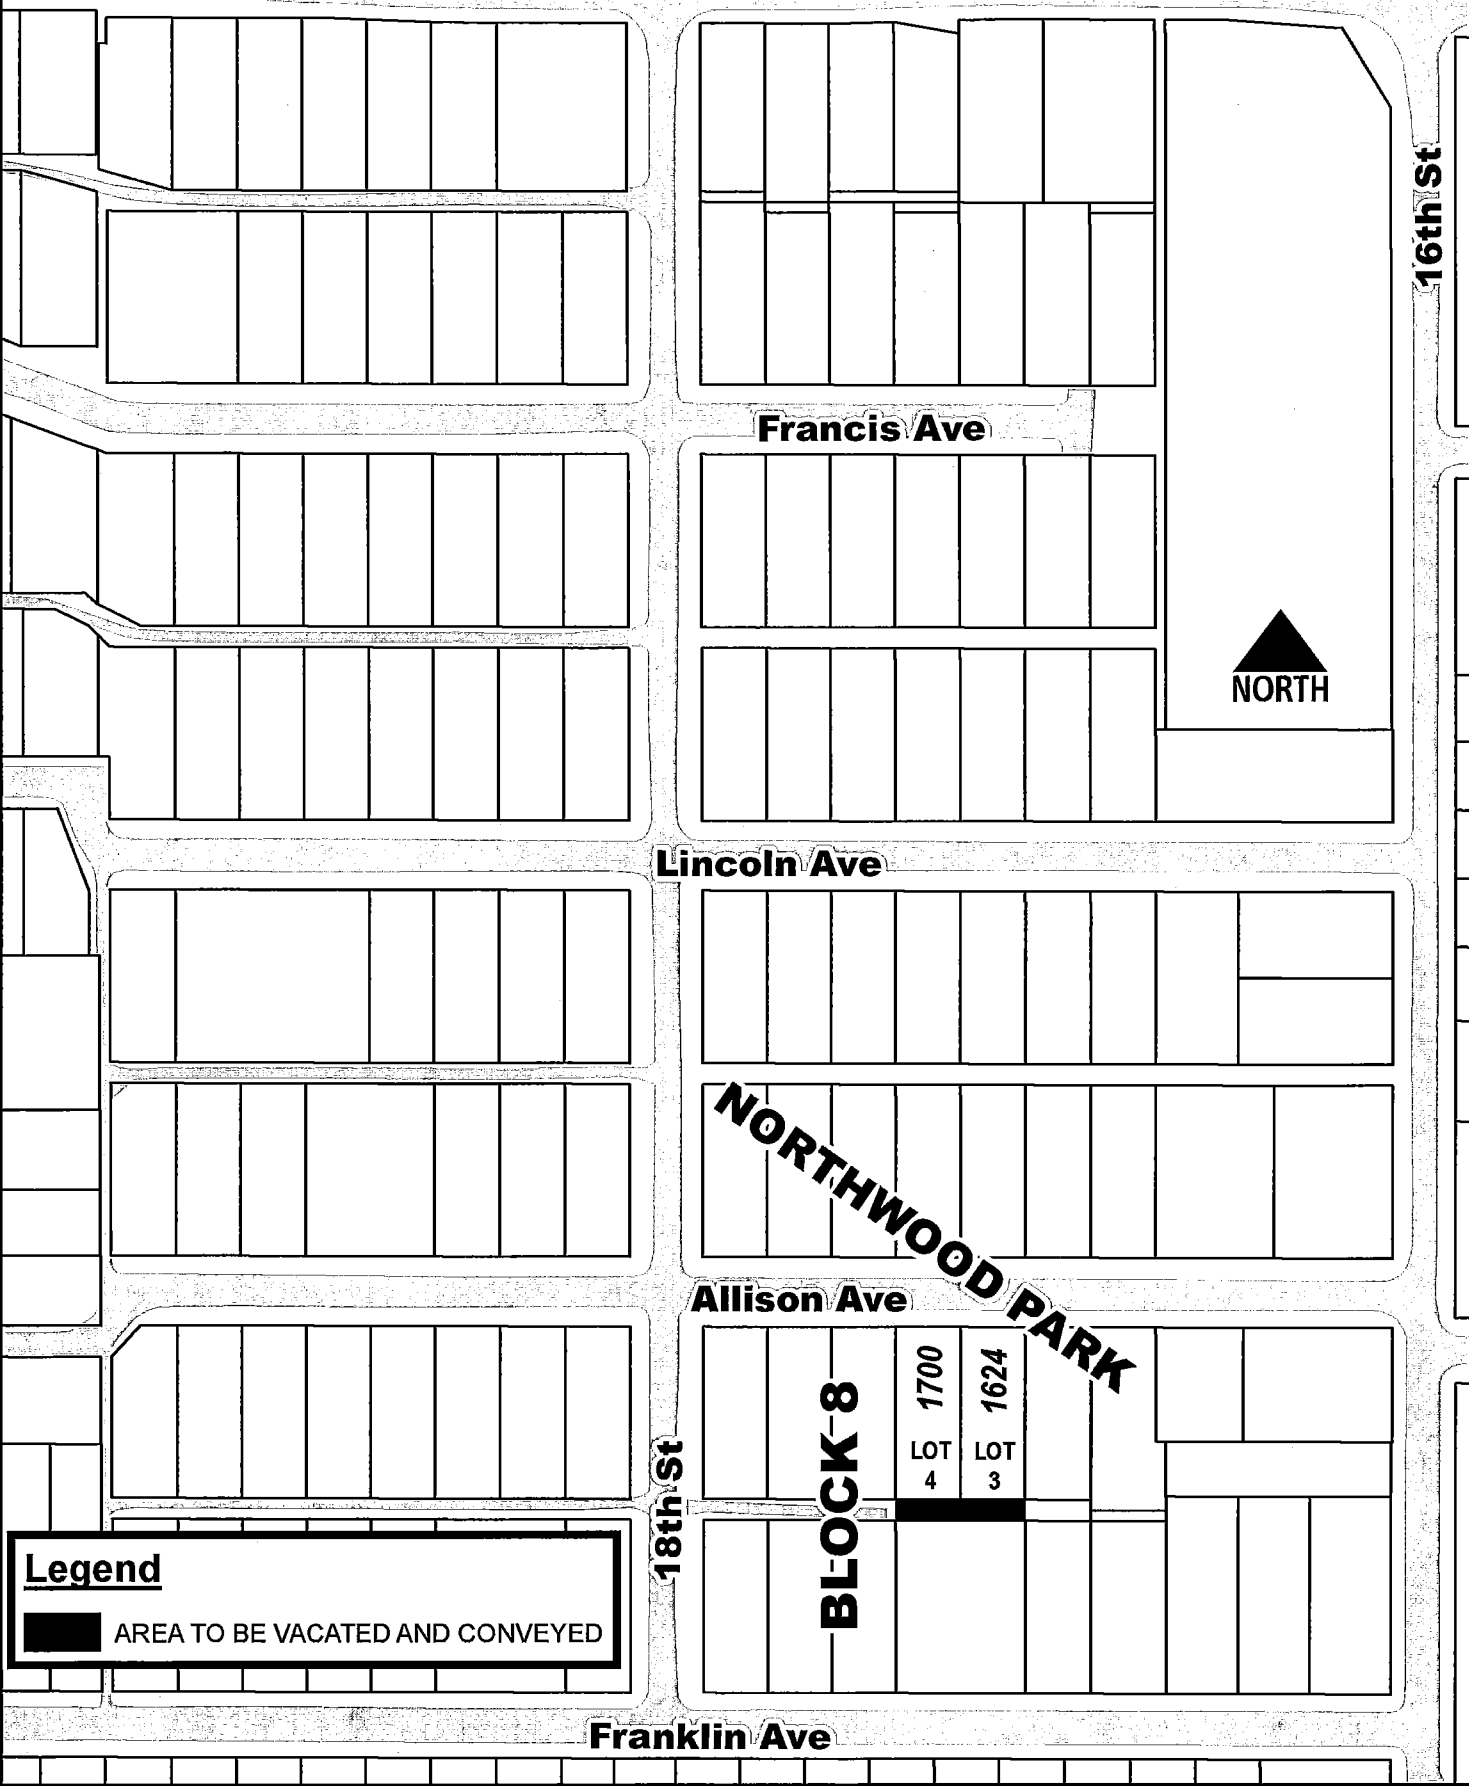 16th St
Francis Ave
NORTH
Lincoln Ave
NORTHWOOD PARK
Allison Ave
1700
1624
BLOCK 8
LOT
4
LOT
3
18th St
Legend
AREA TO BE VACATED AND CONVEYED
Franklin Ave